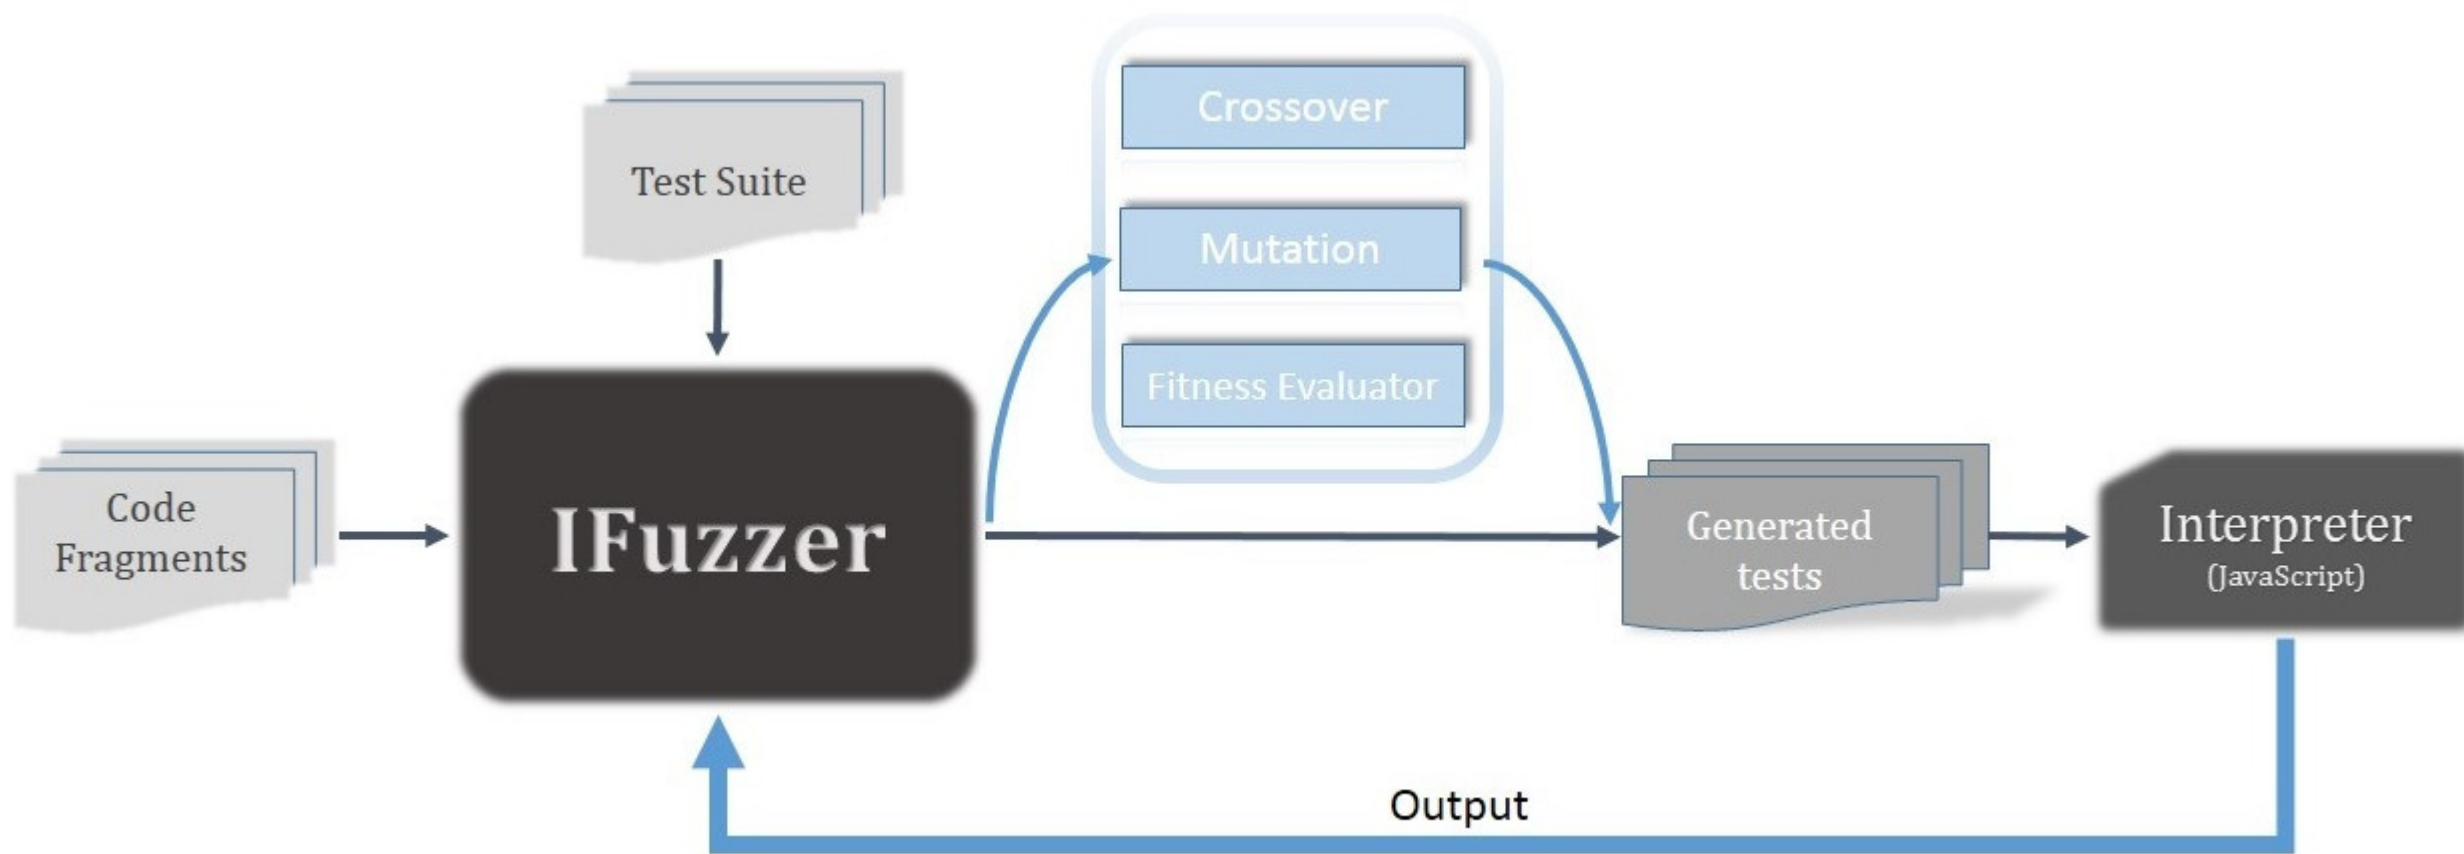 Crossover
Test Suite
Mutation
Fitness Evaluator
Code
Fragments
IFuzzer
Generated
tests
Interpreter
(JavaScript)
Output